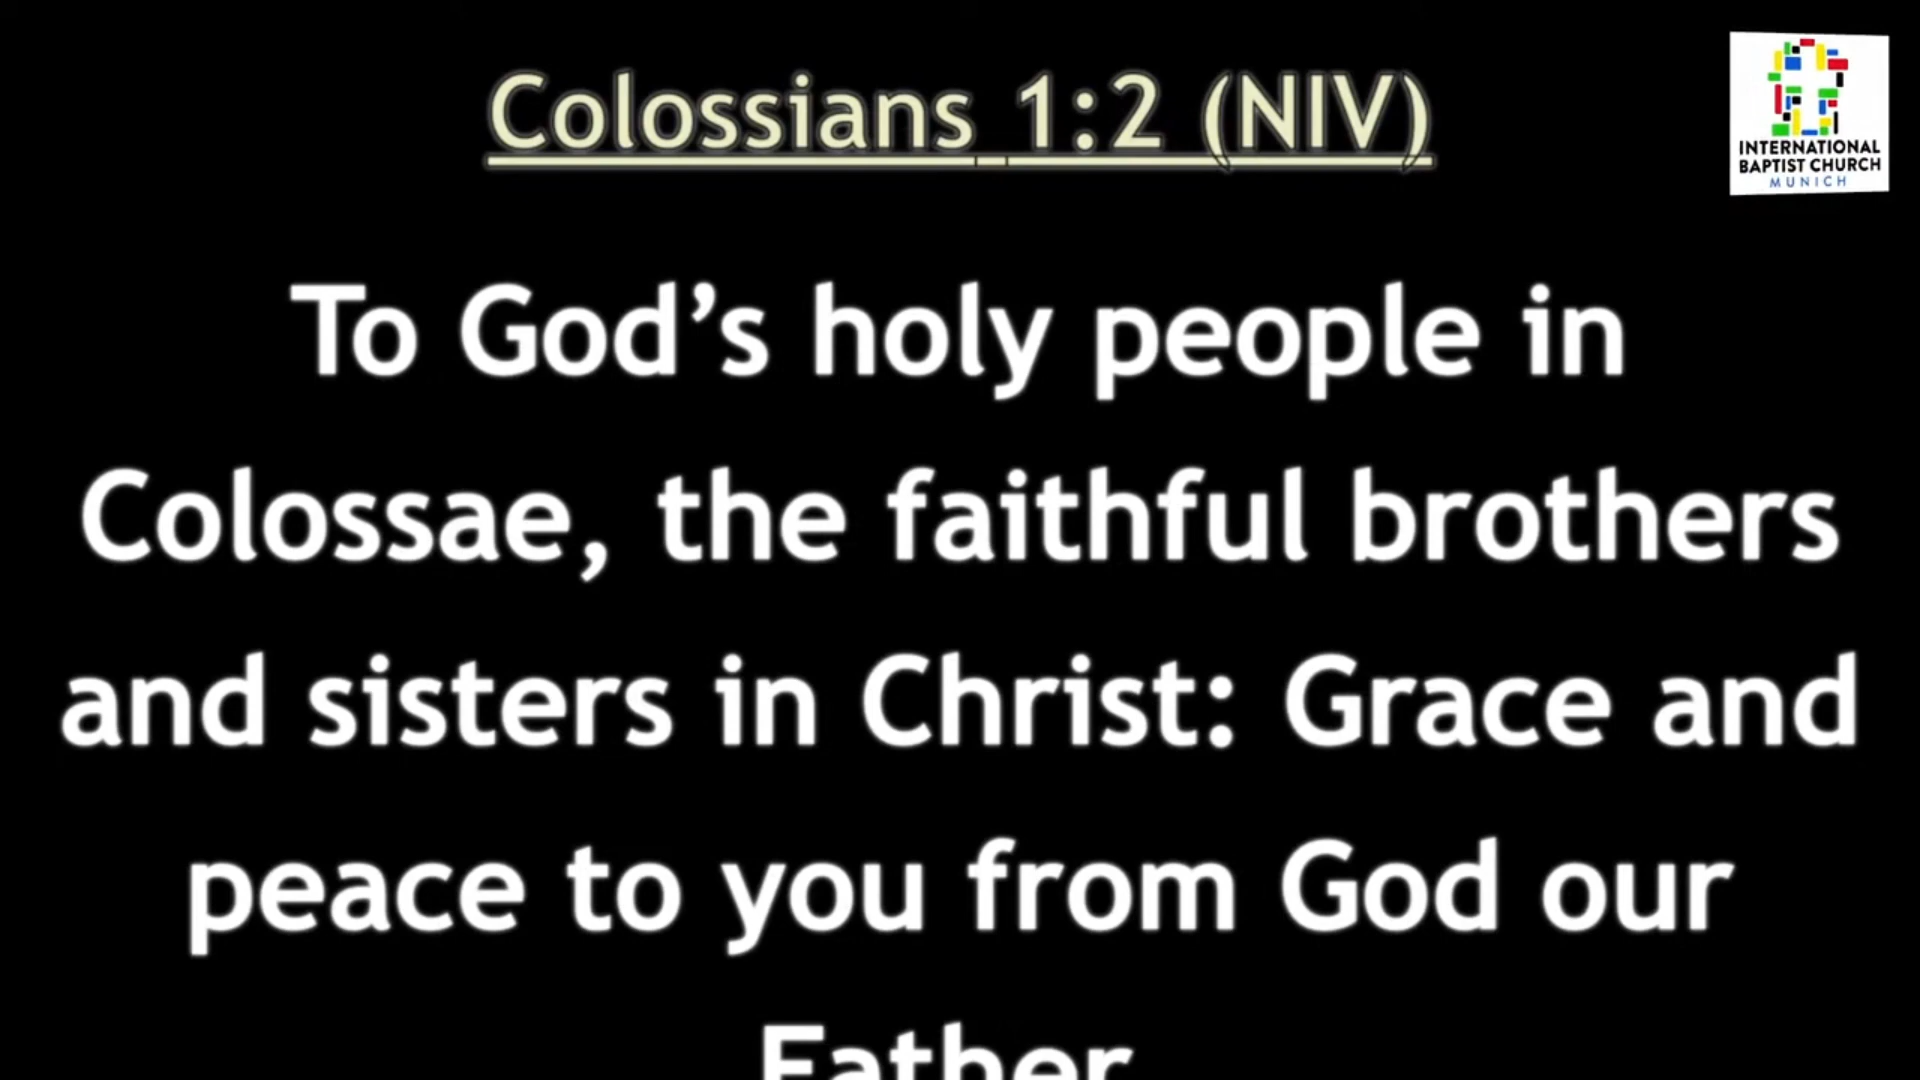 Colossians 1:2 (NIV)
INTERNATIONAL
BAPTIST CHURCH
MUNICH
To God’s holy people in
Colossae, the faithful brothers
and sisters in Christ: Grace and
peace to you from God our
Father